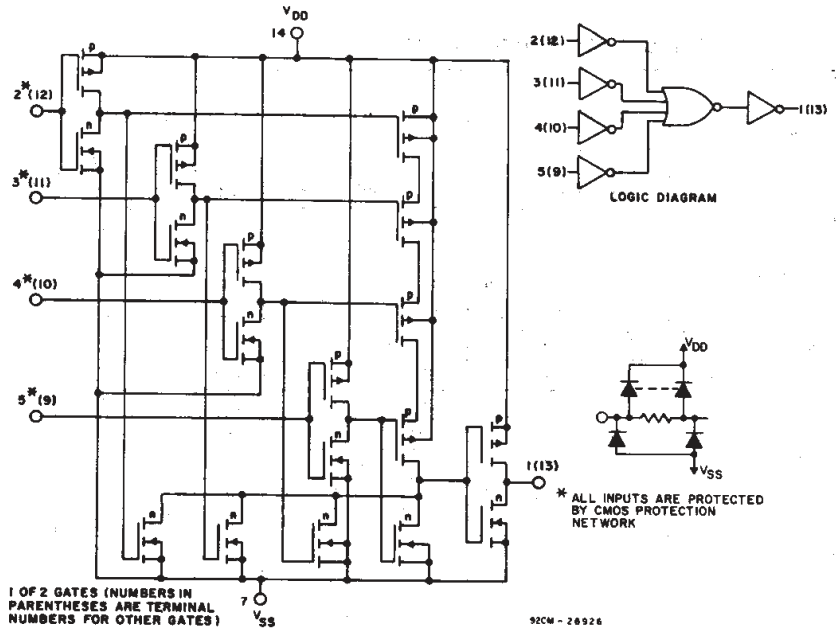 VDD
14
p
2*(12)
n
p
3*(11)
n
p
4*(10)
n
p
5*(9)
n
p
p
p
p
p
n
1(13)
n
n
n
n
7
VSS
1 OF 2 GATES (NUMBERS IN
PARENTHESES ARE TERMINAL
NUMBERS FOR OTHER GATES)
2(12)
3(11)
4(10)
5(9)
1(13)
LOGIC DIAGRAM
VDD
VSS
* ALL INPUTS ARE PROTECTED
BY CMOS PROTECTION
NETWORK
92CM-26926